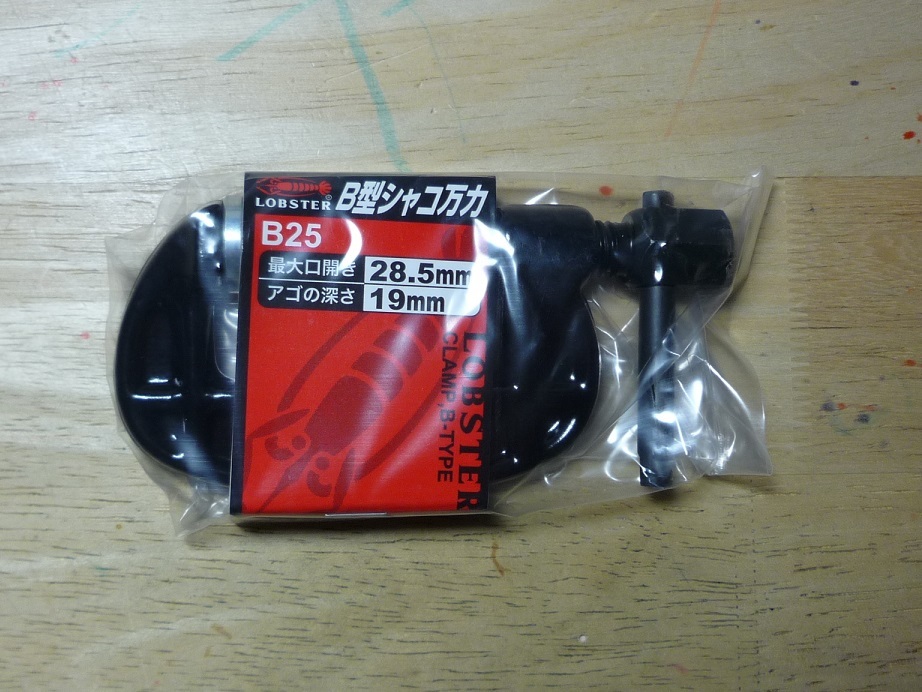 LOBSTER®
B型シャコ万力
B25
最大口開き 28.5mm
アゴの深さ 19mm
LOBSTER
CLAMP,B-TYPE